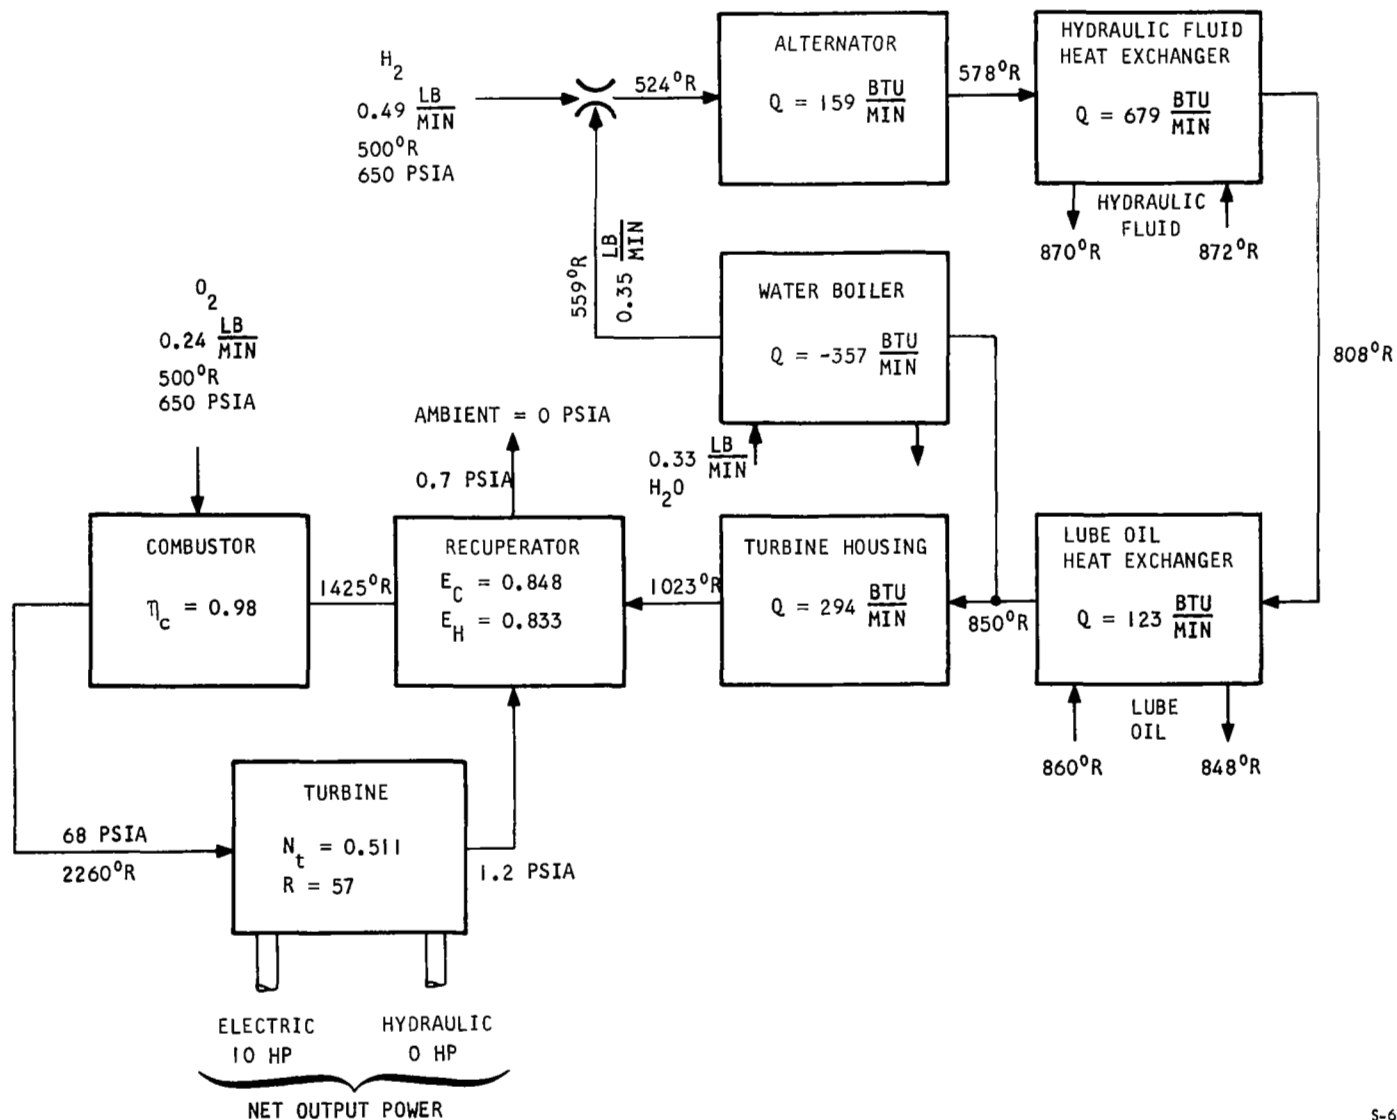 H2
0.49 LB/MIN
500°R
650 PSIA
524°R
ALTERNATOR
Q = 159 BTU/MIN
578°R
HYDRAULIC FLUID
HEAT EXCHANGER
Q = 679 BTU/MIN
HYDRAULIC
FLUID
870°R
872°R
808°R
559°R
0.35 LB/MIN
WATER BOILER
Q = -357 BTU/MIN
0.33 LB/MIN
H2O
O2
0.24 LB/MIN
500°R
650 PSIA
AMBIENT = 0 PSIA
0.7 PSIA
COMBUSTOR
ηc = 0.98
1425°R
RECUPERATOR
EC = 0.848
EH = 0.833
1023°R
TURBINE HOUSING
Q = 294 BTU/MIN
850°R
LUBE OIL
HEAT EXCHANGER
Q = 123 BTU/MIN
LUBE
OIL
860°R
848°R
TURBINE
Nt = 0.511
R = 57
68 PSIA
2260°R
1.2 PSIA
ELECTRIC
10 HP
HYDRAULIC
0 HP
NET OUTPUT POWER
S-6